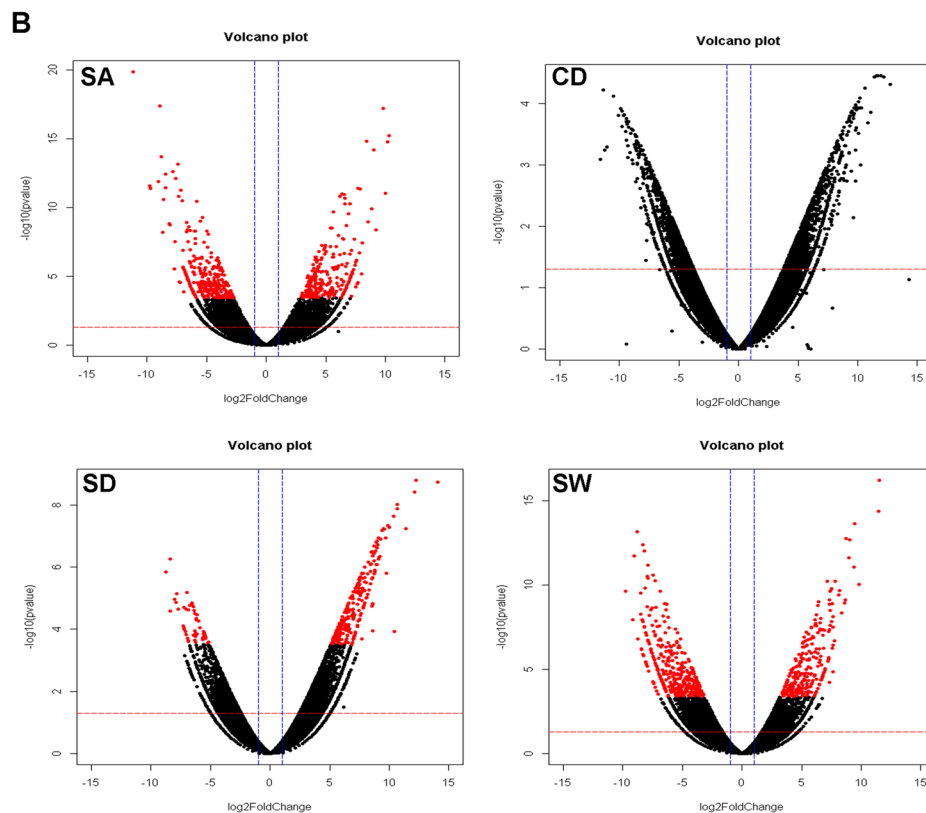 B
Volcano plot
SA
-log10(pvalue)
20
15
10
5
0
-15 -10 -5 0 5 10 15
log2FoldChange
Volcano plot
CD
-log10(pvalue)
4
3
2
1
0
-15 -10 -5 0 5 10 15
log2FoldChange
Volcano plot
SD
-log10(pvalue)
8
6
4
2
0
-15 -10 -5 0 5 10 15
log2FoldChange
Volcano plot
SW
-log10(pvalue)
15
10
5
0
-15 -10 -5 0 5 10 15
log2FoldChange